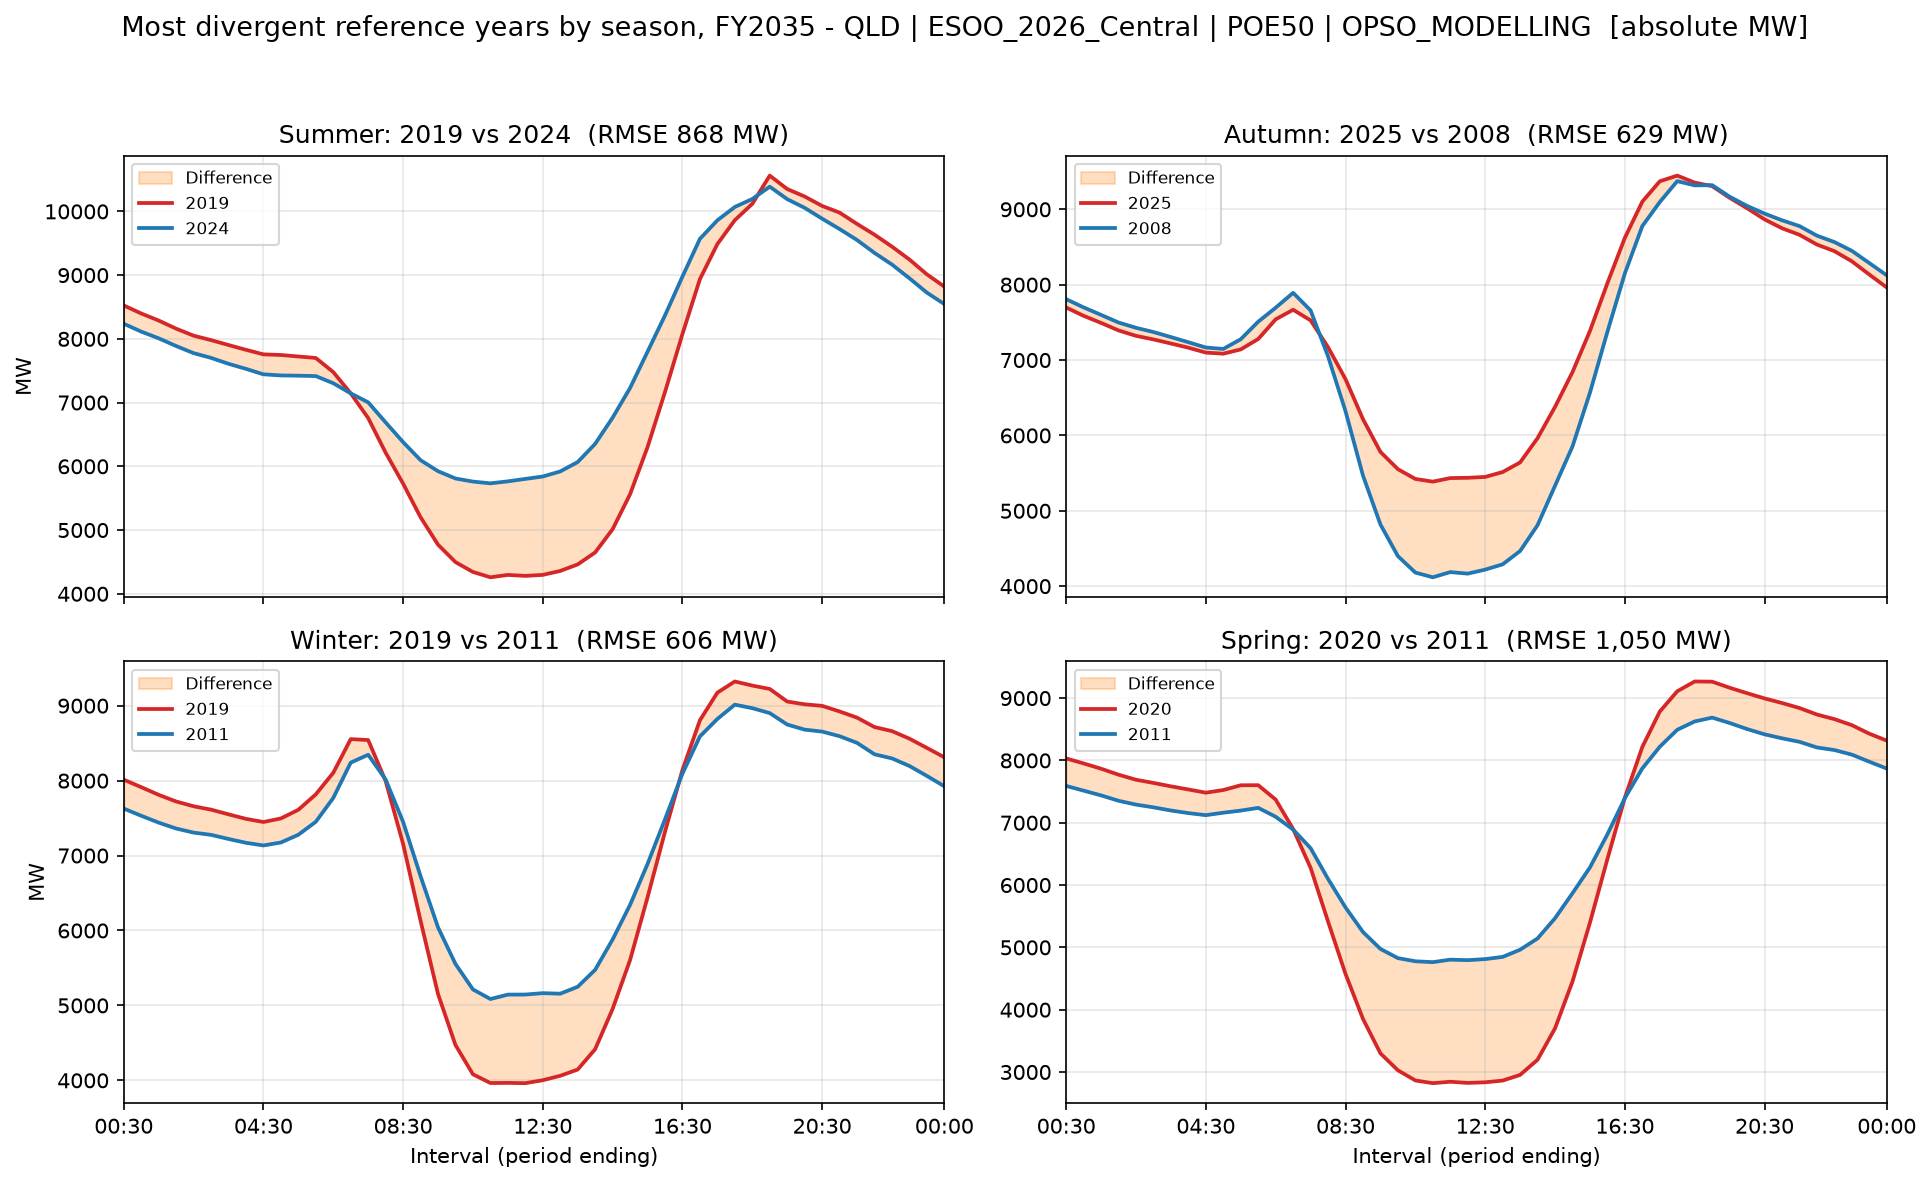 Most divergent reference years by season, FY2035 - QLD | ESOO_2026_Central | POE50 | OPSO_MODELLING  [absolute MW]
Summer: 2019 vs 2024  (RMSE 868 MW)
Difference
2019
2024
10000
9000
8000
7000
6000
5000
4000
MW
Autumn: 2025 vs 2008  (RMSE 629 MW)
Difference
2025
2008
9000
8000
7000
6000
5000
4000
Winter: 2019 vs 2011  (RMSE 606 MW)
Difference
2019
2011
9000
8000
7000
6000
5000
4000
MW
00:30 04:30 08:30 12:30 16:30 20:30 00:00
Interval (period ending)
Spring: 2020 vs 2011  (RMSE 1,050 MW)
Difference
2020
2011
9000
8000
7000
6000
5000
4000
3000
00:30 04:30 08:30 12:30 16:30 20:30 00:00
Interval (period ending)